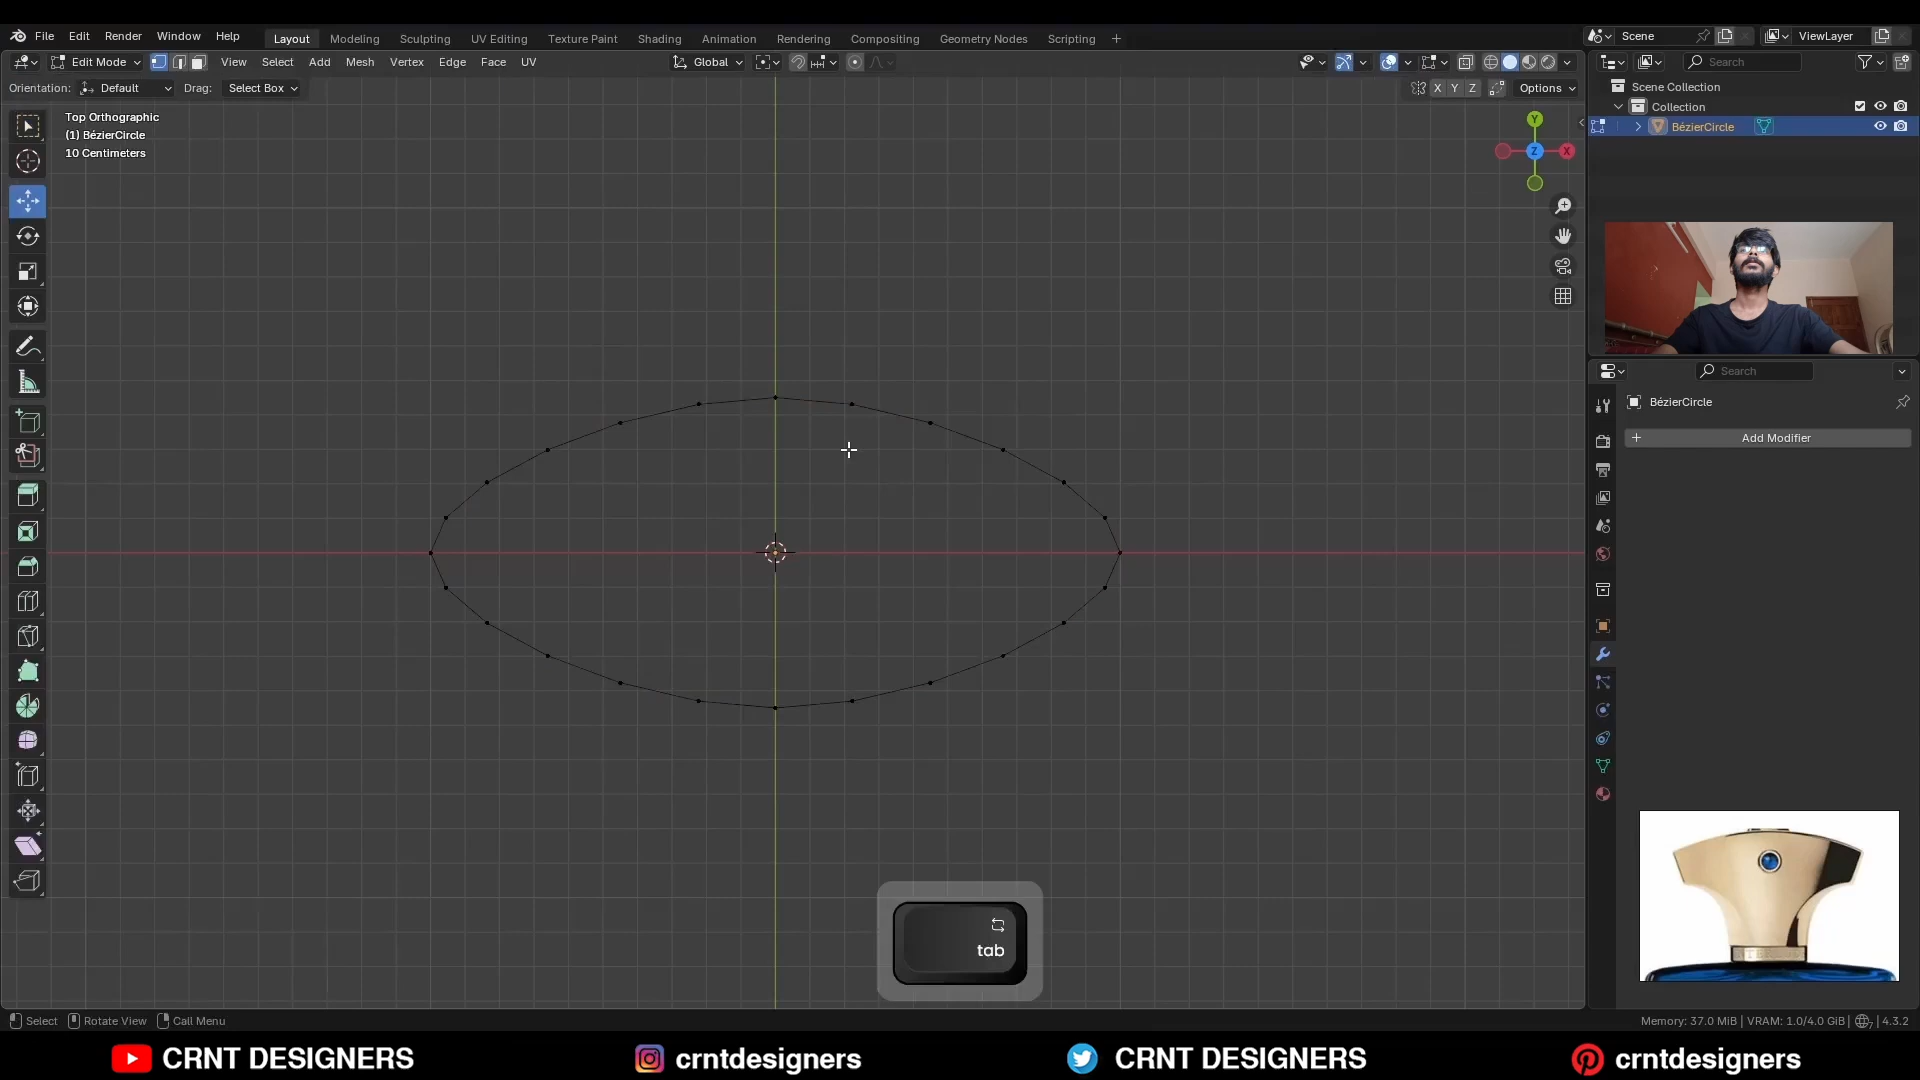 File Edit Render Window Help Layout Modeling Sculpting UV Editing Texture Paint Shading Animation Rendering Compositing Geometry Nodes Scripting + Scene ViewLayer
Edit Mode View Select Add Mesh Vertex Edge Face UV Global Search
Orientation: Default Drag: Select Box X Y Z Options
Scene Collection
Collection
BézierCircle
Top Orthographic
(1) BézierCircle
10 Centimeters
Y
Z X
Search
BézierCircle
+ Add Modifier
tab
Select Rotate View Call Menu Memory: 37.0 MiB | VRAM: 1.0/4.0 GiB | 7 | 4.3.2
CRNT DESIGNERS crntdesigners CRNT DESIGNERS crntdesigners